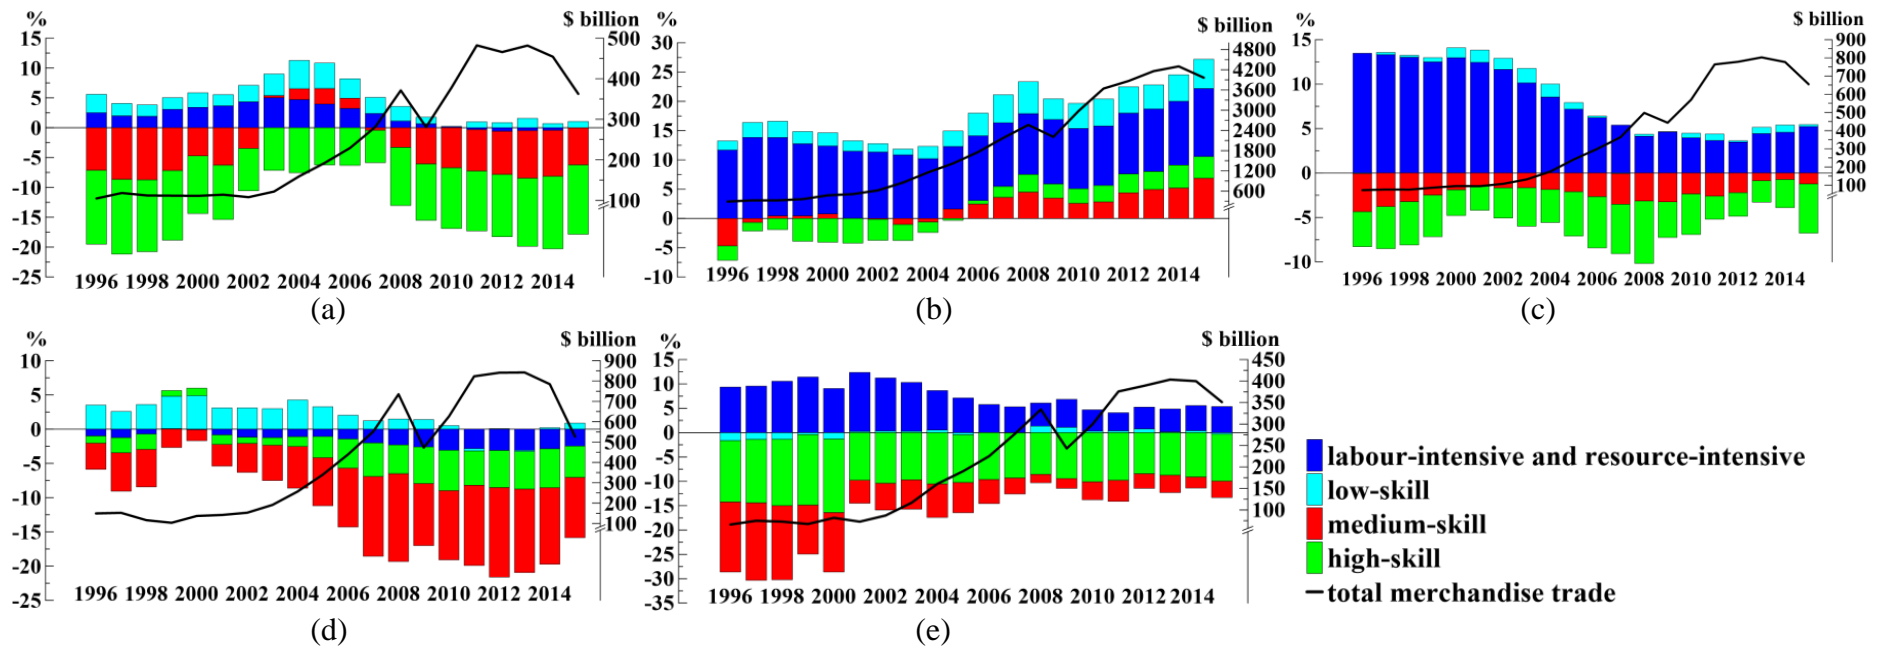 % $ billion
15 500
10 400
5 300
0
-5 200
-10 100
-15
-20
-25
1996 1998 2000 2002 2004 2006 2008 2010 2012 2014
(a)
% $ billion
30 4800
25 4200
20 3600
15 3000
10 2400
5 1800
0 1200
-5 600
-10
1996 1998 2000 2002 2004 2006 2008 2010 2012 2014
(b)
% $ billion
15 900
10 800
5 700
0 600
-5 500
-10 400
300
200
100
1996 1998 2000 2002 2004 2006 2008 2010 2012 2014
(c)
% $ billion
10 900
5 800
0 700
-5 600
-10 500
-15 400
-20 300
-25 200
100
1996 1998 2000 2002 2004 2006 2008 2010 2012 2014
(d)
% $ billion
15 450
10 400
5 350
0 300
-5 250
-10 200
-15 150
-20 100
-25
-30
-35
1996 1998 2000 2002 2004 2006 2008 2010 2012 2014
(e)
labour-intensive and resource-intensive
low-skill
medium-skill
high-skill
total merchandise trade